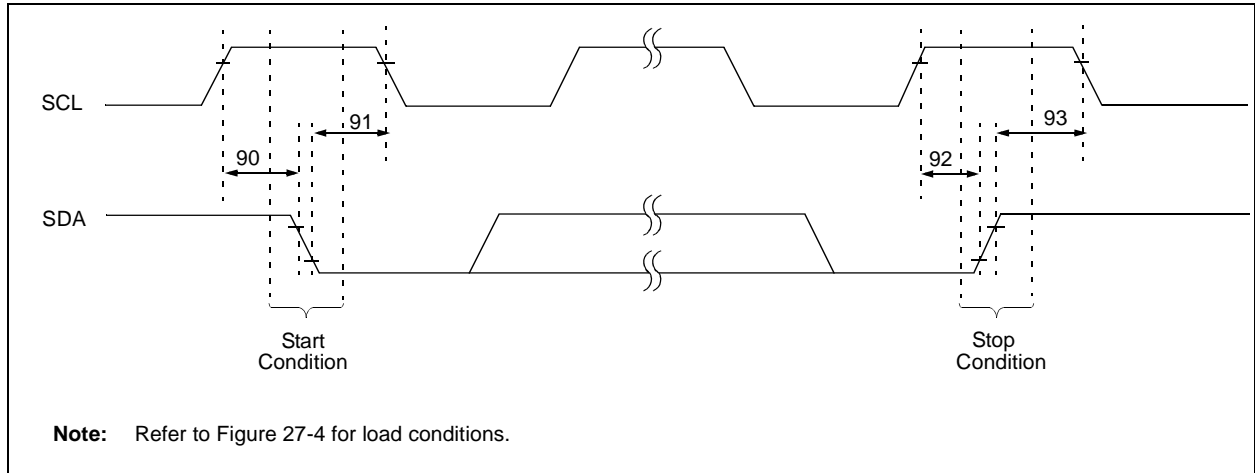 SCL
91
93
90
92
SDA
Start
Condition
Stop
Condition
Note: Refer to Figure 27-4 for load conditions.